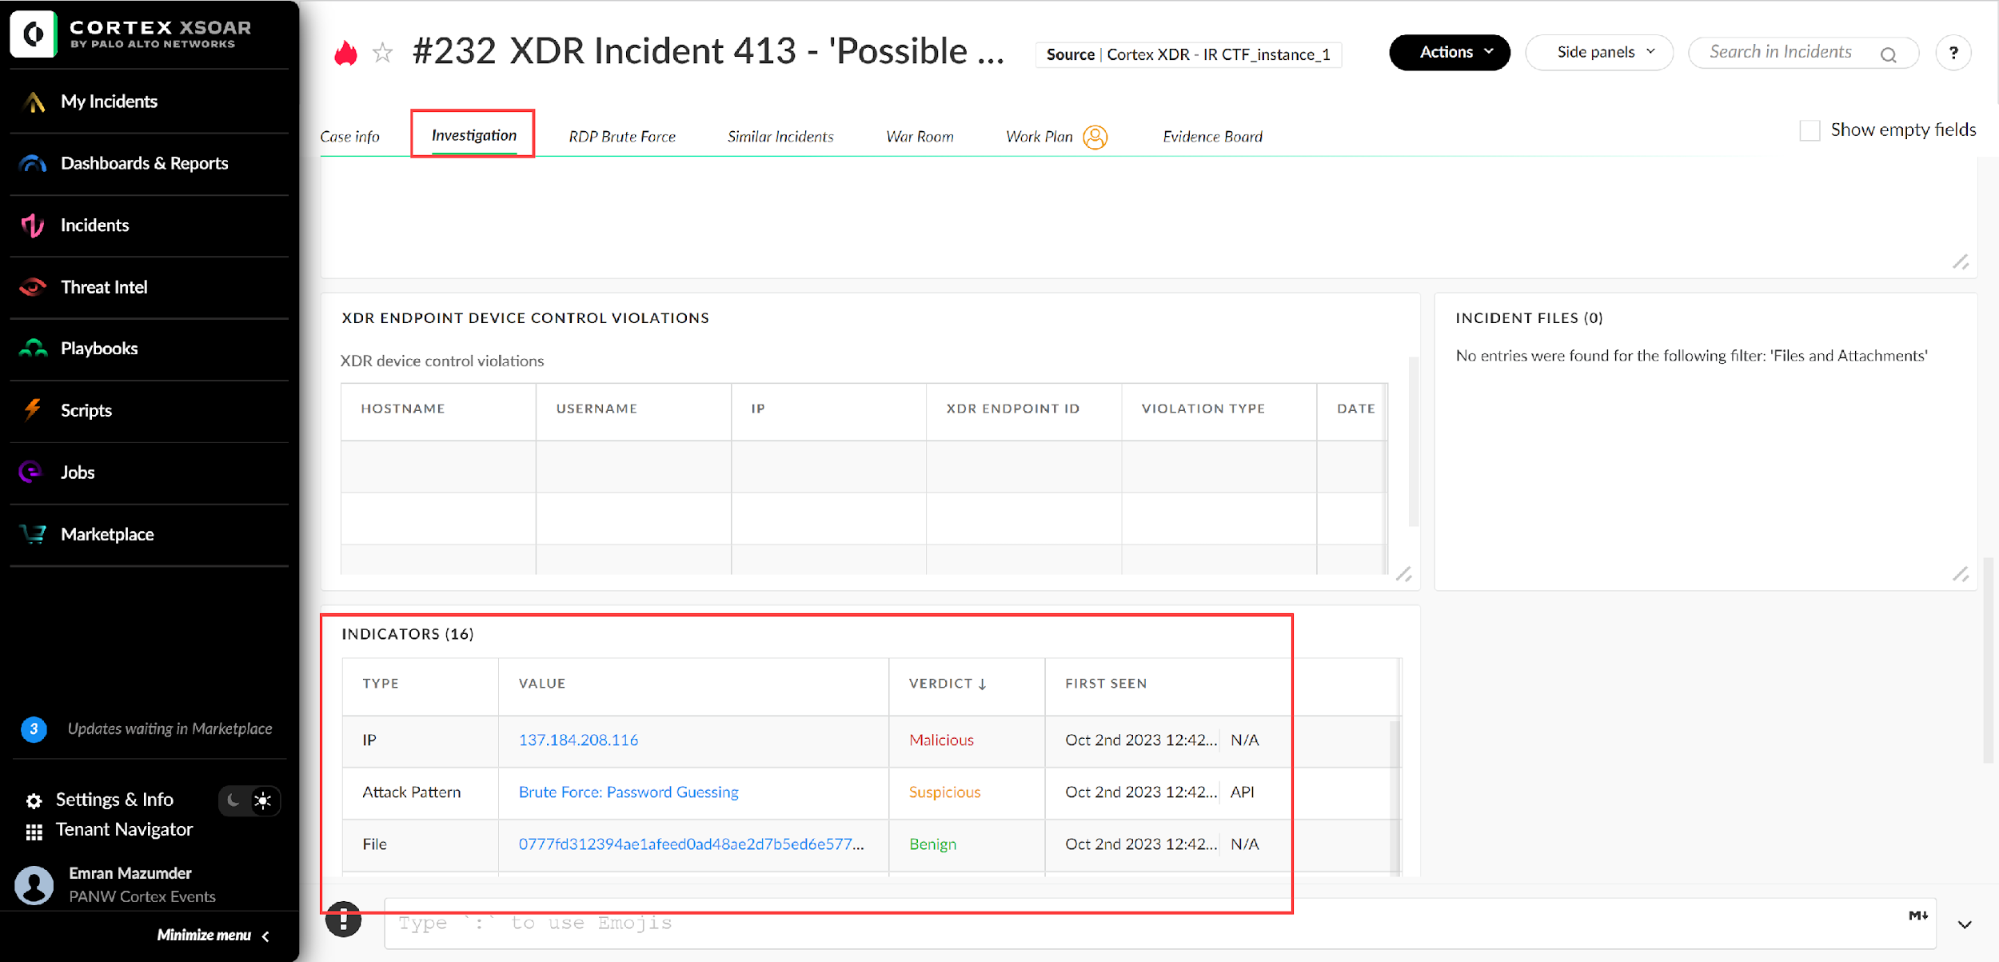 CORTEX XSOAR
BY PALO ALTO NETWORKS
My Incidents
Dashboards & Reports
Incidents
Threat Intel
Playbooks
Scripts
Jobs
Marketplace
3 Updates waiting in Marketplace
Settings & Info
Tenant Navigator
Emran Mazumder
PANW Cortex Events
Minimize menu
#232 XDR Incident 413 - 'Possible ...
Source | Cortex XDR - IR CTF_instance_1
Actions
Side panels
Search in Incidents
?
Case info
Investigation
RDP Brute Force
Similar Incidents
War Room
Work Plan
Evidence Board
Show empty fields
XDR ENDPOINT DEVICE CONTROL VIOLATIONS
XDR device control violations
HOSTNAME USERNAME IP XDR ENDPOINT ID VIOLATION TYPE DATE
INCIDENT FILES (0)
No entries were found for the following filter: 'Files and Attachments'
INDICATORS (16)
TYPE VALUE VERDICT ↓ FIRST SEEN
IP 137.184.208.116 Malicious Oct 2nd 2023 12:42... N/A
Attack Pattern Brute Force: Password Guessing Suspicious Oct 2nd 2023 12:42... API
File 0777fd312394ae1afeed0ad48ae2d7b5ed6e577... Benign Oct 2nd 2023 12:42... N/A
! Type `:` to use Emojis
M↓